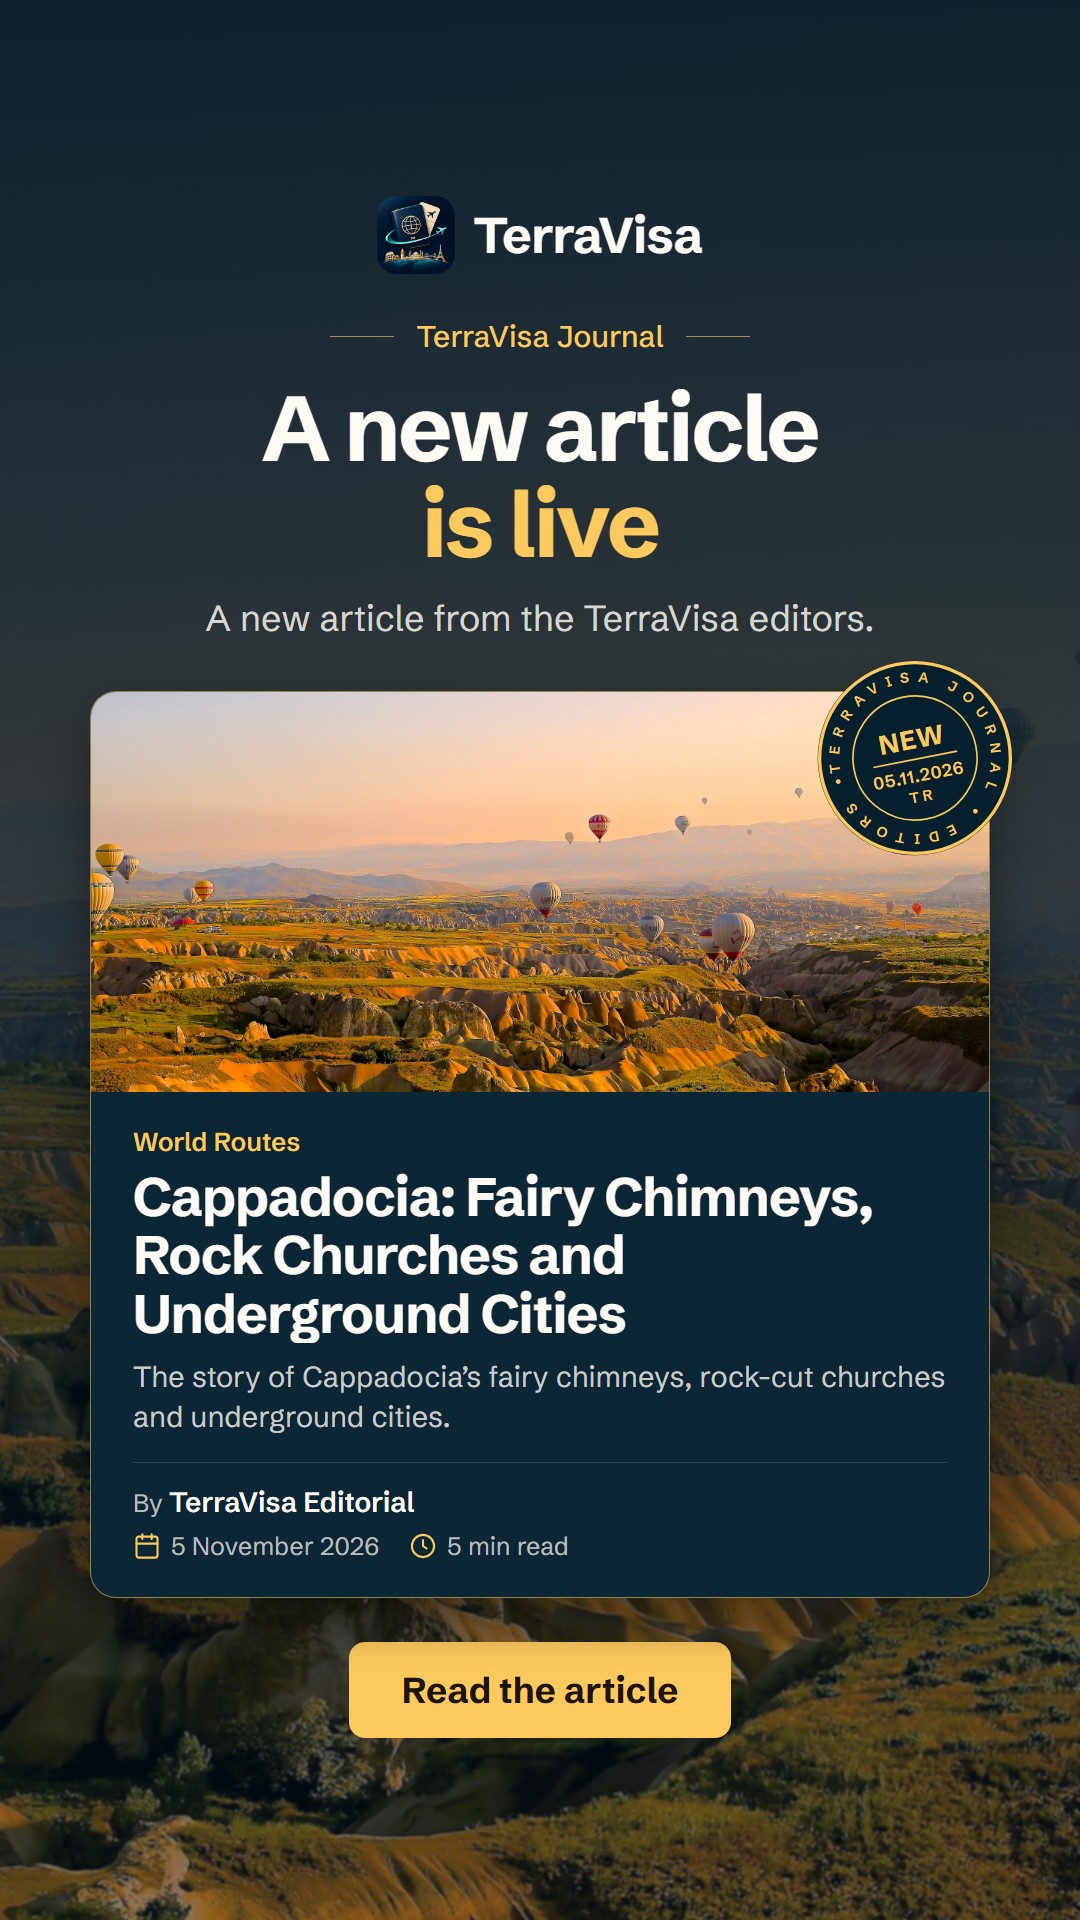 TerraVisa
TerraVisa Journal
A new article
is live
A new article from the TerraVisa editors.
TERRAVISA JOURNAL • EDITORS •
NEW
05.11.2026
TR
World Routes
Cappadocia: Fairy Chimneys,
Rock Churches and
Underground Cities
The story of Cappadocia’s fairy chimneys, rock-cut churches
and underground cities.
By TerraVisa Editorial
5 November 2026 5 min read
Read the article